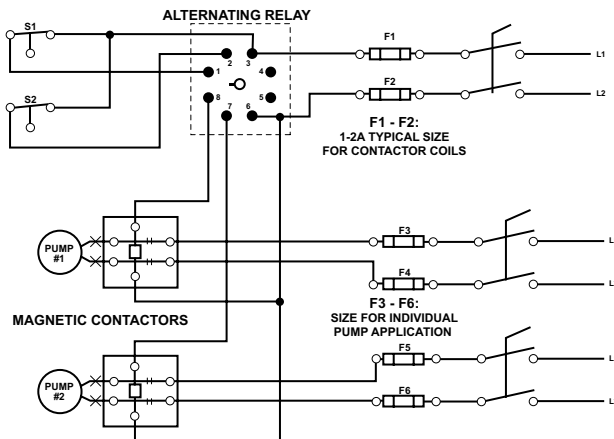 ALTERNATING RELAY
S1
F1
L1
2
3
1
4
S2
F2
L2
8
5
7
6
F1 - F2:
1-2A TYPICAL SIZE
FOR CONTACTOR COILS
F3
L
PUMP
#1
F4
L
F3 - F6:
SIZE FOR INDIVIDUAL
PUMP APPLICATION
MAGNETIC CONTACTORS
F5
L
PUMP
#2
F6
L